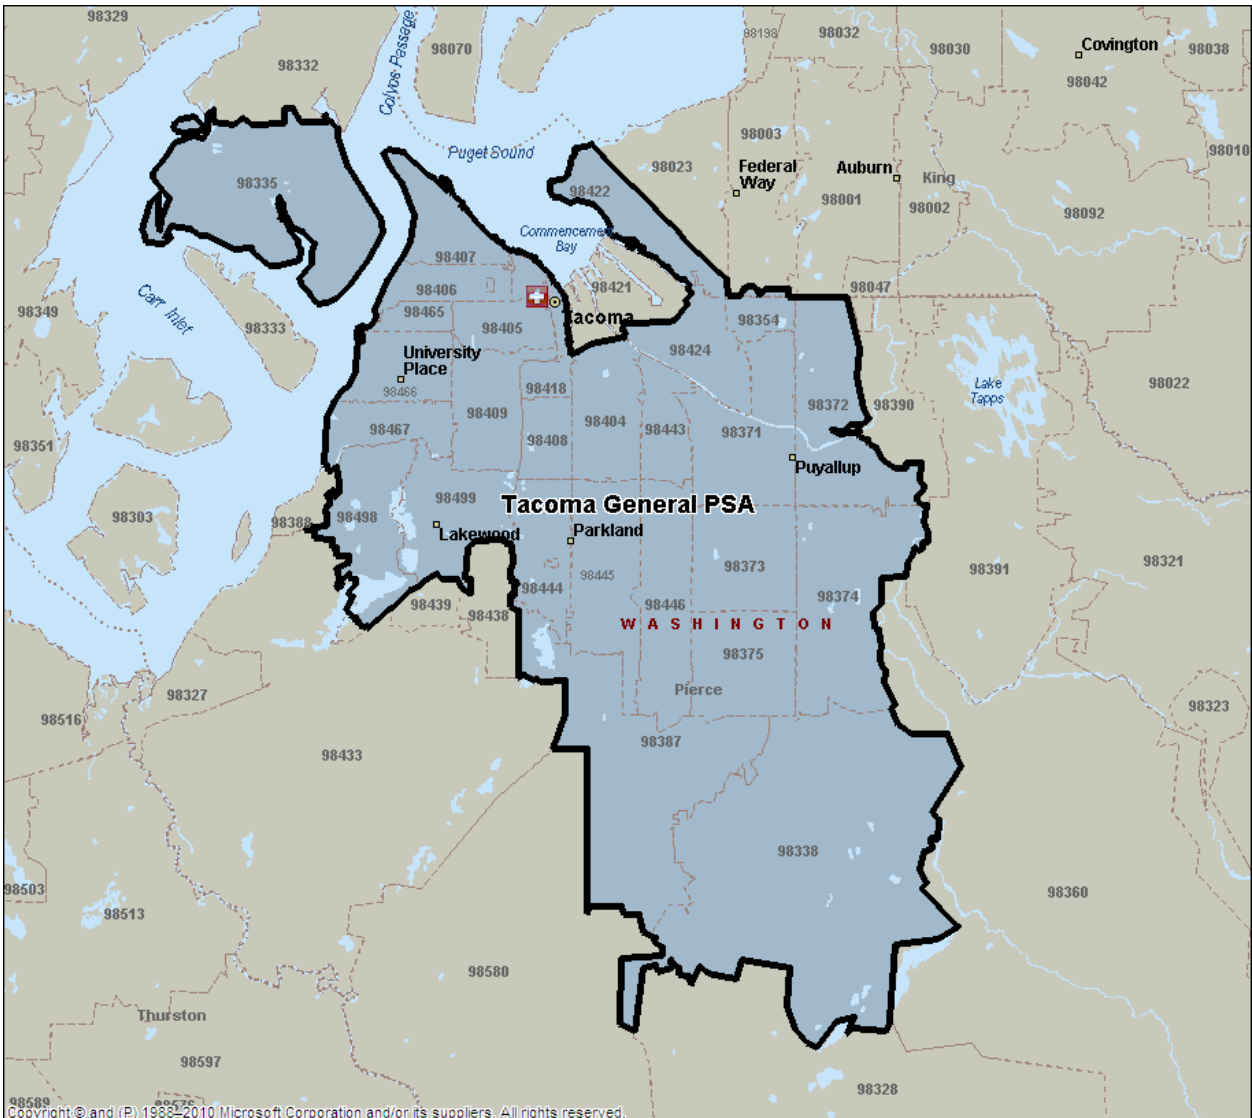 98329
98332
98070
Colvos Passage
98198
98032
98030
Covington
98038
98042
98003
Puget Sound
98023
Federal
Way
Auburn
King
98010
98335
98422
98001
98002
98092
Commencement
Bay
98407
98406
98421
98047
Carr Inlet
98349
98333
98465
98405
Tacoma
98354
University
Place
98466
98424
Lake
Tapps
98022
98418
98409
98404
98372
98390
98467
98408
98443
98371
98351
Puyallup
98499
Tacoma General PSA
98303
98388
98498
Lakewood
Parkland
98439
98438
98444
98445
98446
98373
98374
98391
98321
WASHINGTON
98375
Pierce
98327
98516
98323
98433
98387
98338
98503
98513
98360
98580
Thurston
98597
98328
98589
98576
Copyright © and (P) 1988–2010 Microsoft Corporation and/or its suppliers. All rights reserved.